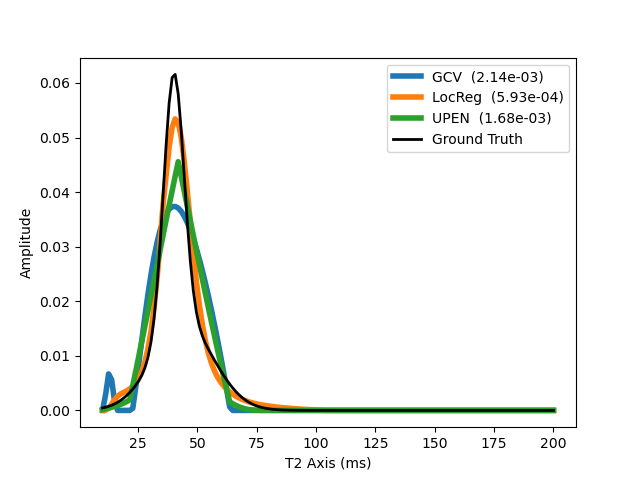 GCV  (2.14e-03)
LocReg  (5.93e-04)
UPEN  (1.68e-03)
Ground Truth
Amplitude
0.06
0.05
0.04
0.03
0.02
0.01
0.00
25 50 75 100 125 150 175 200
T2 Axis (ms)